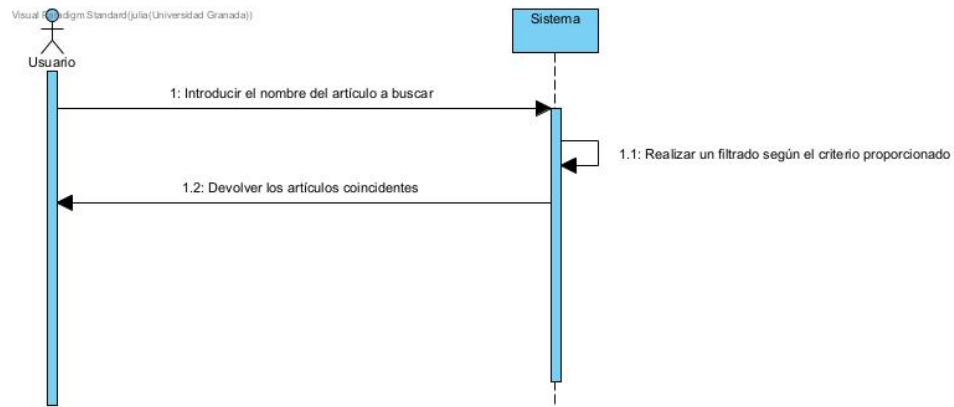 Visual Paradigm Standard(julia(Universidad Granada))
Sistema
Usuario
1: Introducir el nombre del artículo a buscar
1.1: Realizar un filtrado según el criterio proporcionado
1.2: Devolver los artículos coincidentes